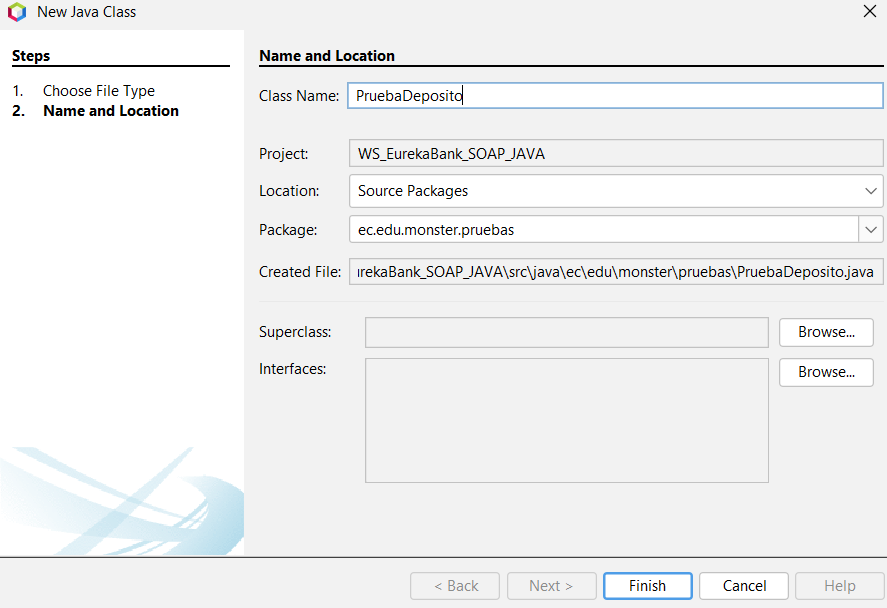 New Java Class
Steps
1. Choose File Type
2. Name and Location
Name and Location
Class Name: PruebaDeposito
Project: WS_EurekaBank_SOAP_JAVA
Location: Source Packages
Package: ec.edu.monster.pruebas
Created File: ırekaBank_SOAP_JAVA\src\java\ec\edu\monster\pruebas\PruebaDeposito.java
Superclass: Browse...
Interfaces: Browse...
< Back Next > Finish Cancel Help